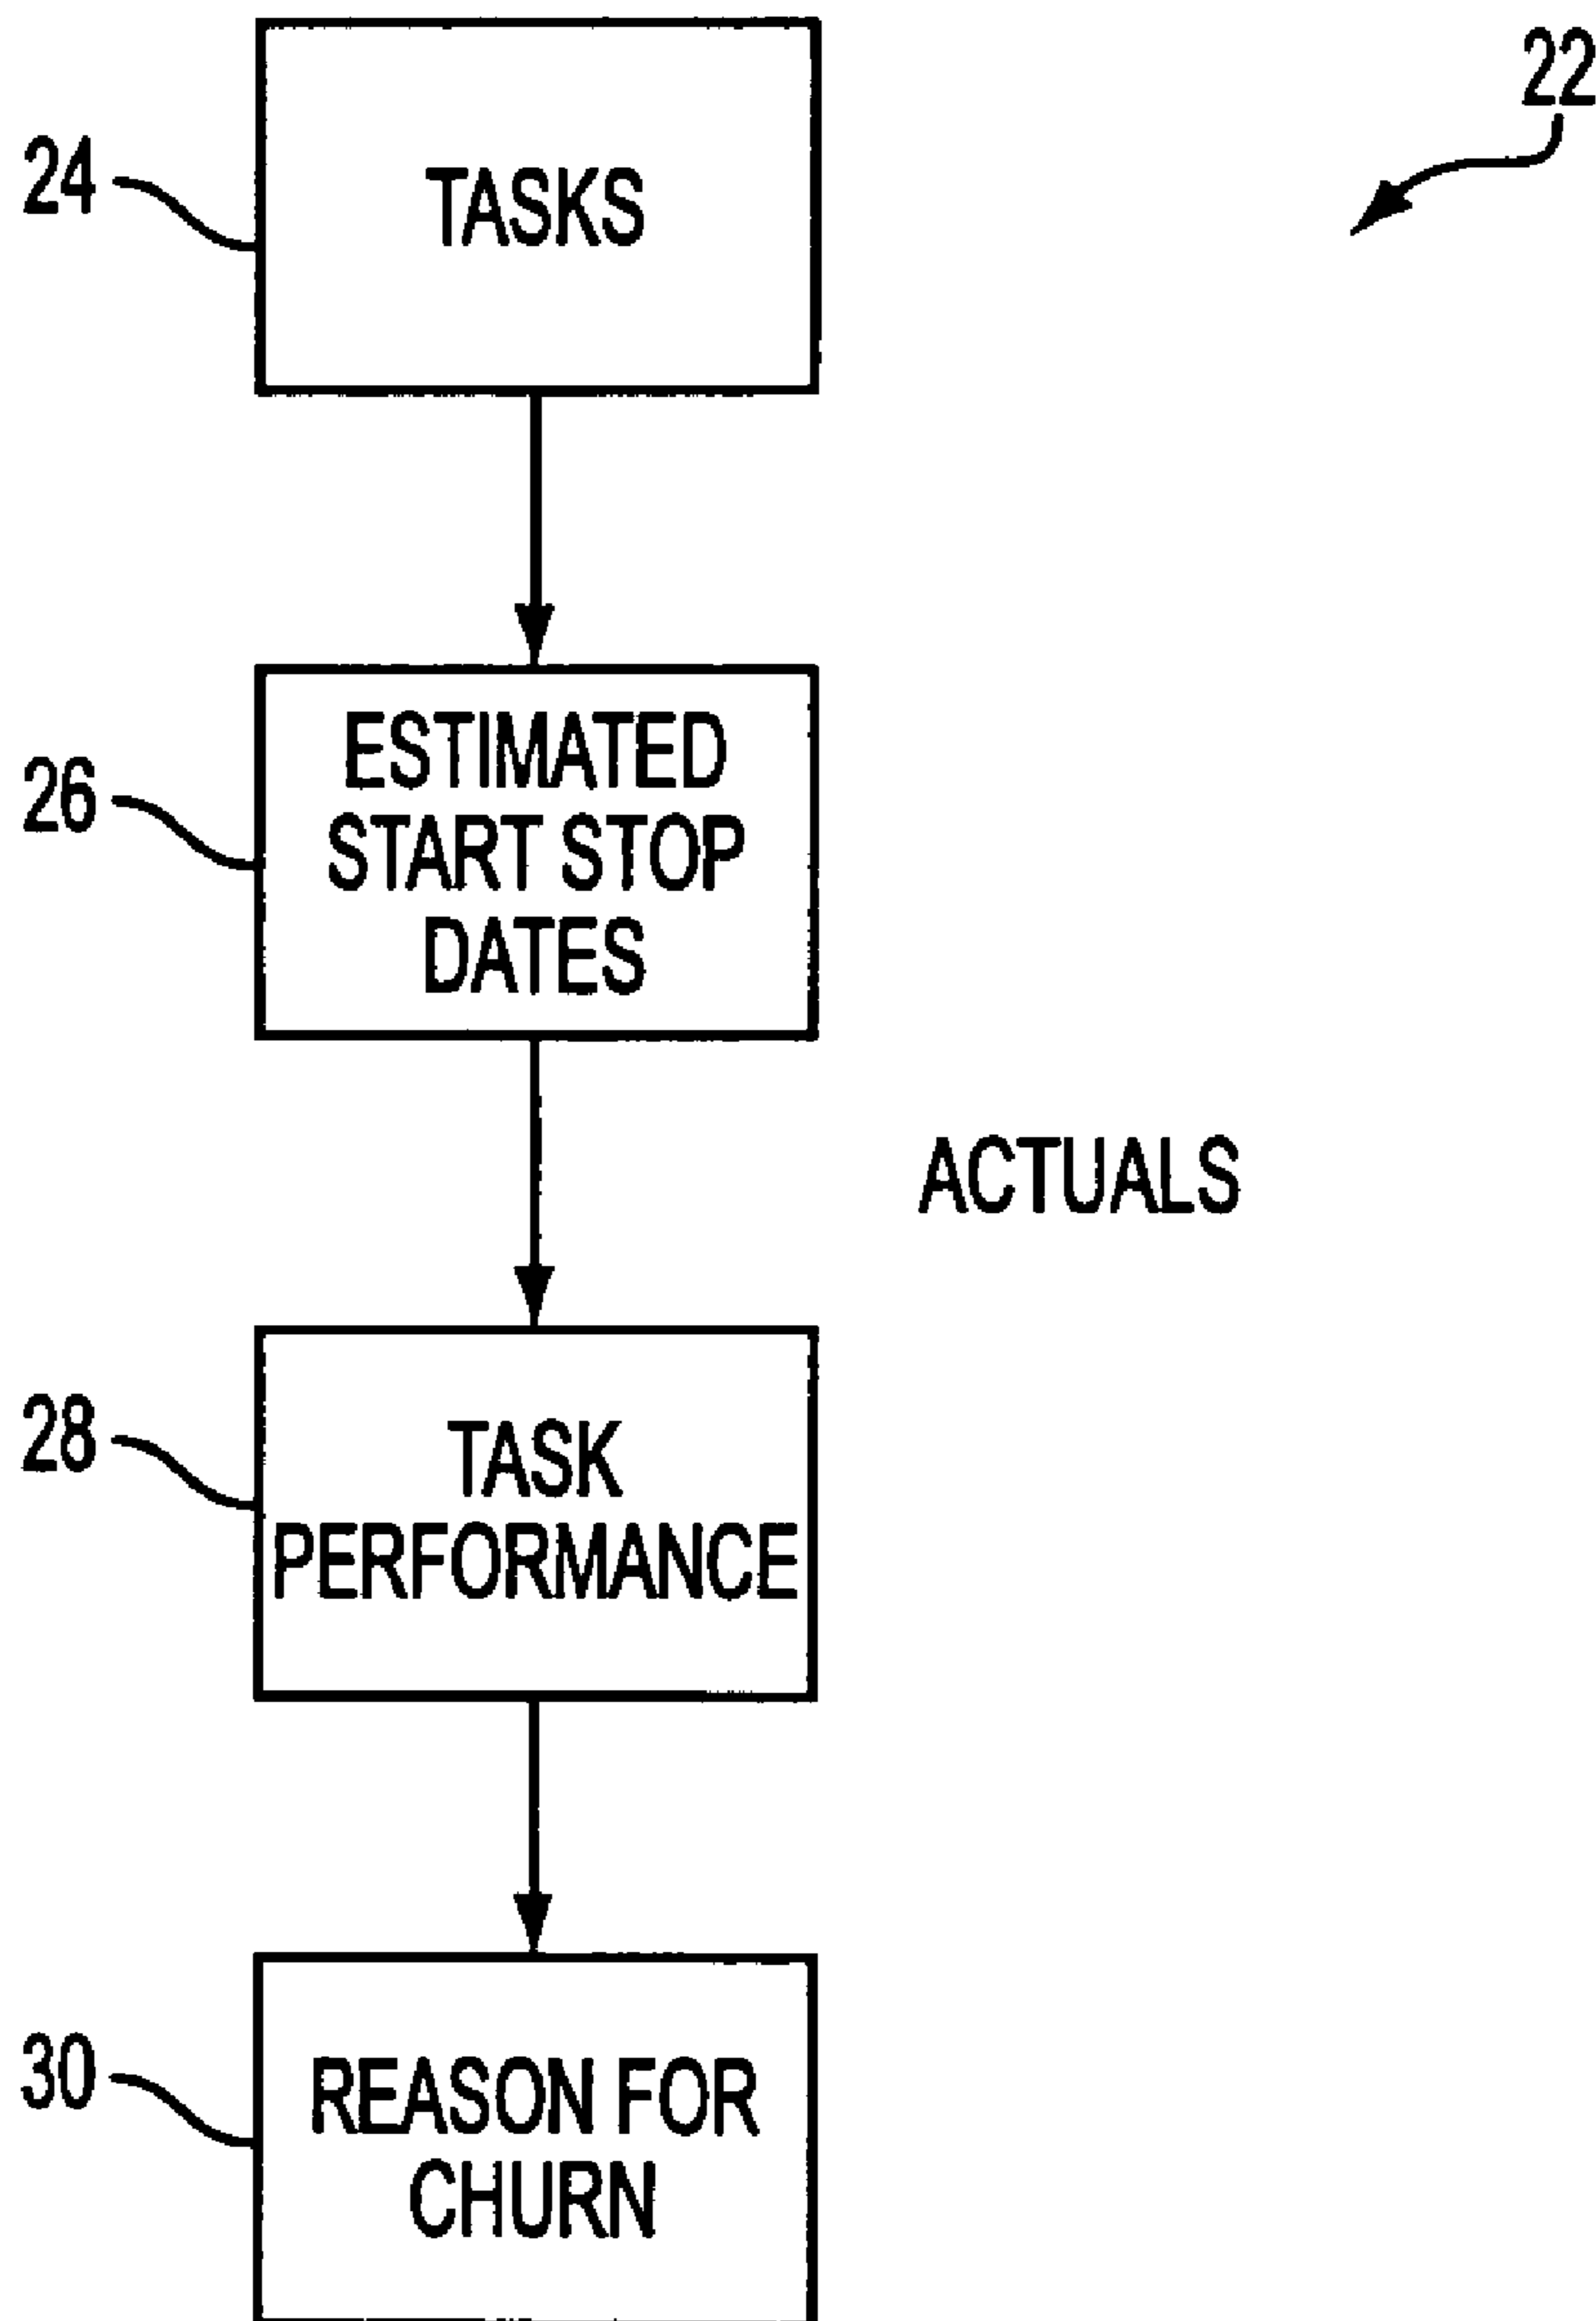 22
24
TASKS
26
ESTIMATED
START STOP
DATES
ACTUALS
28
TASK
PERFORMANCE
30
REASON FOR
CHURN